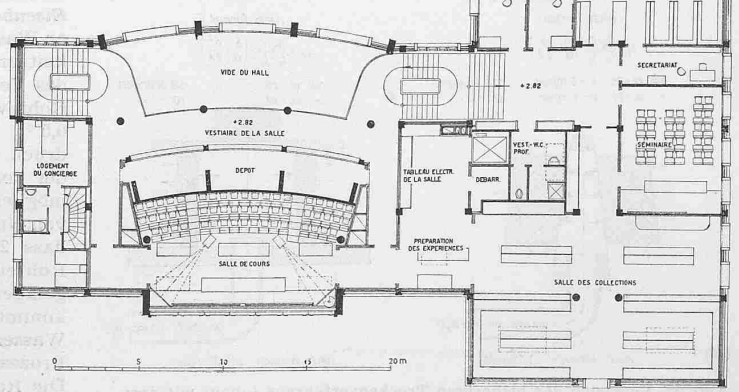 VIDE DU HALL
SECRETARIAT
+2.82
+2.82
VESTIAIRE DE LA SALLE
LOGEMENT
DU CONCIERGE
DEPOT
TABLEAU ELECTR.
DE LA SALLE
VEST.-W.C.
PROF.
DEBARR.
SEMINAIRE
PREPARATION
DES EXPERIENCES
SALLE DE COURS
SALLE DES COLLECTIONS
0 5 10 15 20 m
Wasse
Die K